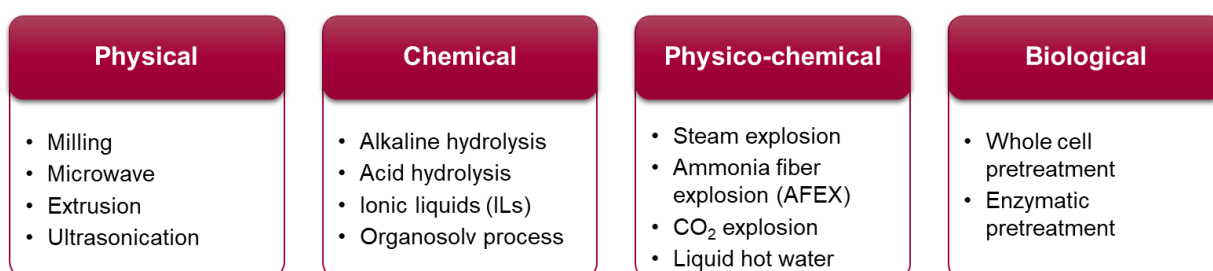 Physical
• Milling
• Microwave
• Extrusion
• Ultrasonication
Chemical
• Alkaline hydrolysis
• Acid hydrolysis
• Ionic liquids (ILs)
• Organosolv process
Physico-chemical
• Steam explosion
• Ammonia fiber
explosion (AFEX)
• CO₂ explosion
• Liquid hot water
Biological
• Whole cell
pretreatment
• Enzymatic
pretreatment